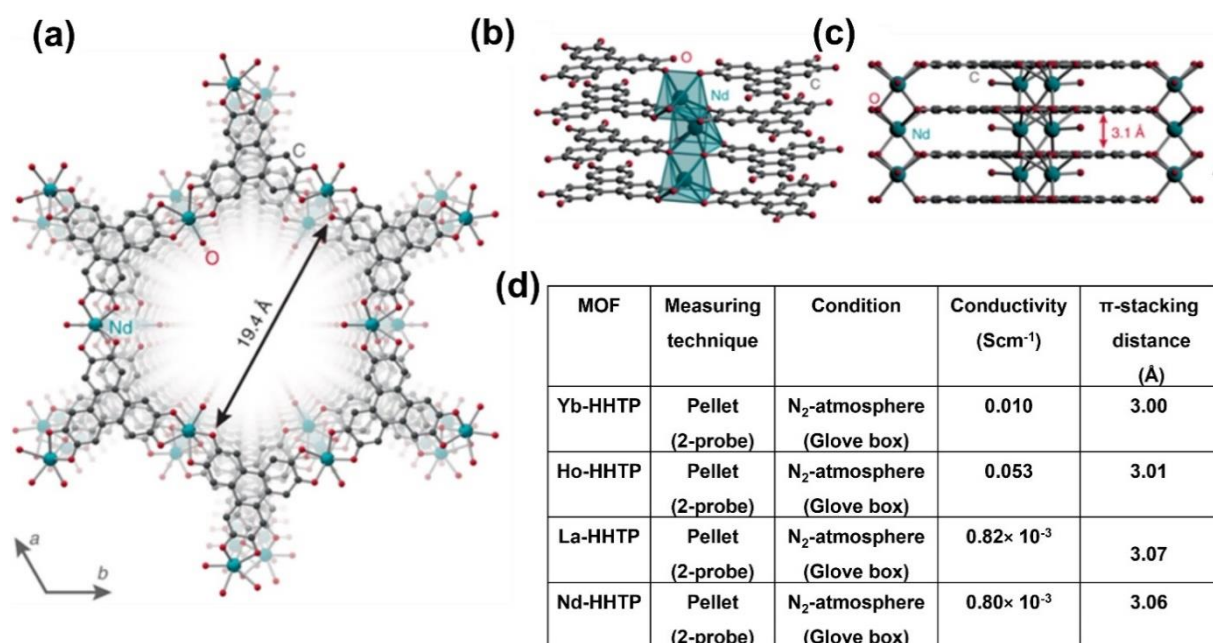 (a)
C
O
Nd
19.4 Å
a
b
(b)
O
Nd
C
(c)
C
O
Nd
3.1 Å
(d)
MOF Measuring technique Condition Conductivity (Scm⁻¹) π-stacking distance (Å)
Yb-HHTP Pellet (2-probe) N₂-atmosphere (Glove box) 0.010 3.00
Ho-HHTP Pellet (2-probe) N₂-atmosphere (Glove box) 0.053 3.01
La-HHTP Pellet (2-probe) N₂-atmosphere (Glove box) 0.82× 10⁻³ 3.07
Nd-HHTP Pellet (2-probe) N₂-atmosphere (Glove box) 0.80× 10⁻³ 3.06